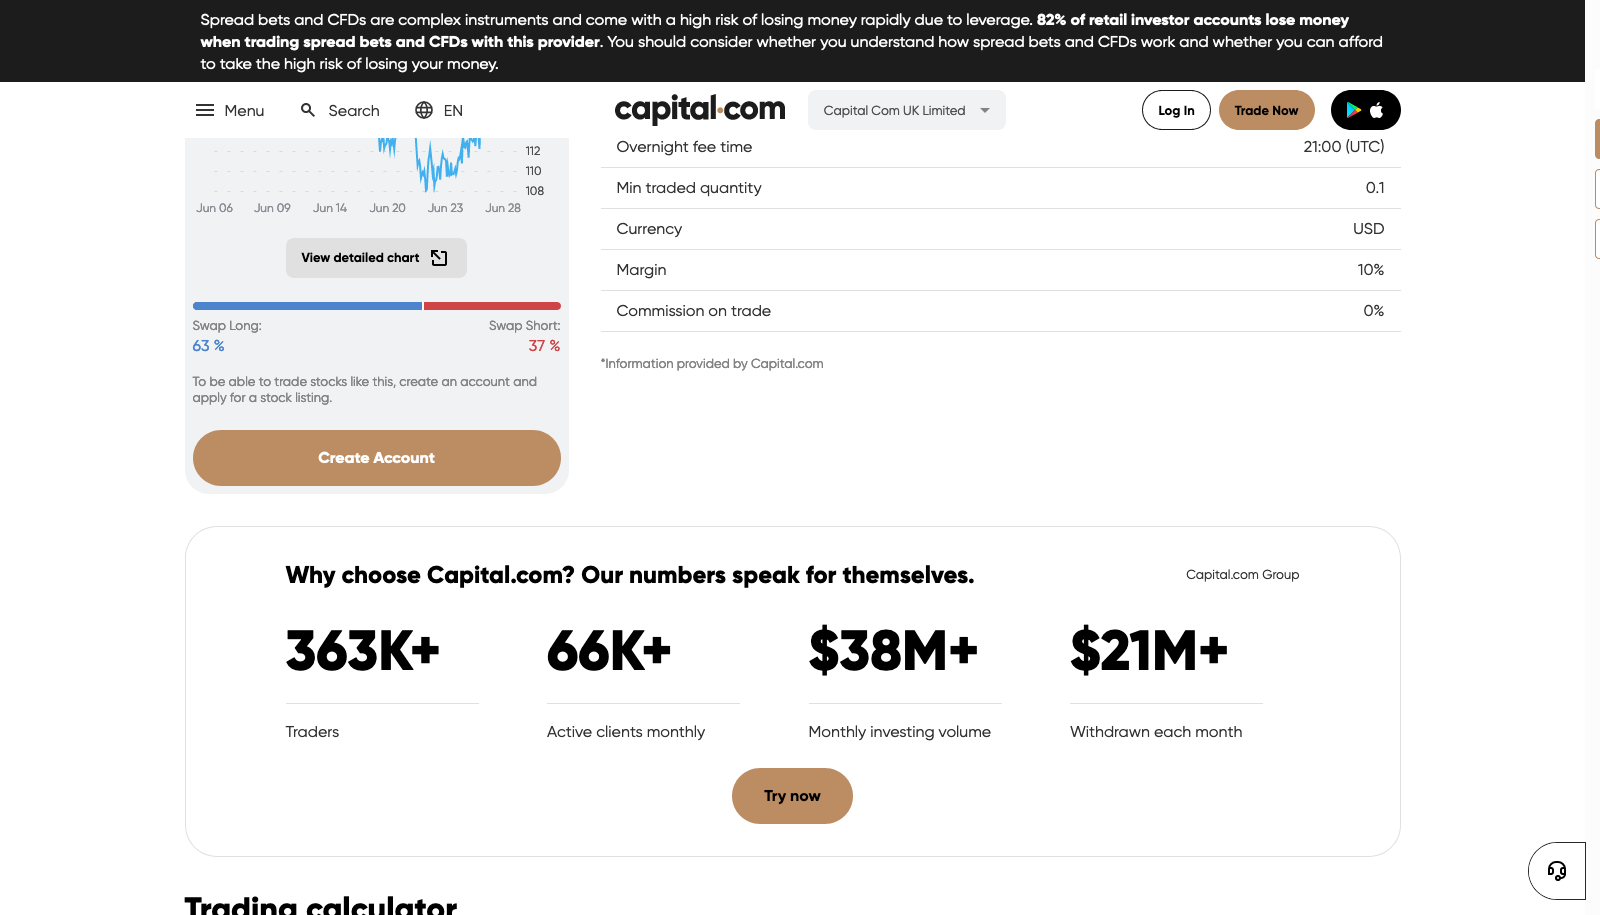 Spread bets and CFDs are complex instruments and come with a high risk of losing money rapidly due to leverage. 82% of retail investor accounts lose money
when trading spread bets and CFDs with this provider. You should consider whether you understand how spread bets and CFDs work and whether you can afford
to take the high risk of losing your money.
Menu
Search
EN
capital.com
Capital Com UK Limited
Log In
Trade Now
112
110
108
Jun 06
Jun 09
Jun 14
Jun 20
Jun 23
Jun 28
View detailed chart
Swap Long:
Swap Short:
63 %
37 %
To be able to trade stocks like this, create an account and
apply for a stock listing.
Create Account
Overnight fee time
21:00 (UTC)
Min traded quantity
0.1
Currency
USD
Margin
10%
Commission on trade
0%
*Information provided by Capital.com
Why choose Capital.com? Our numbers speak for themselves.
Capital.com Group
363K+
66K+
$38M+
$21M+
Traders
Active clients monthly
Monthly investing volume
Withdrawn each month
Try now
Trading calculator